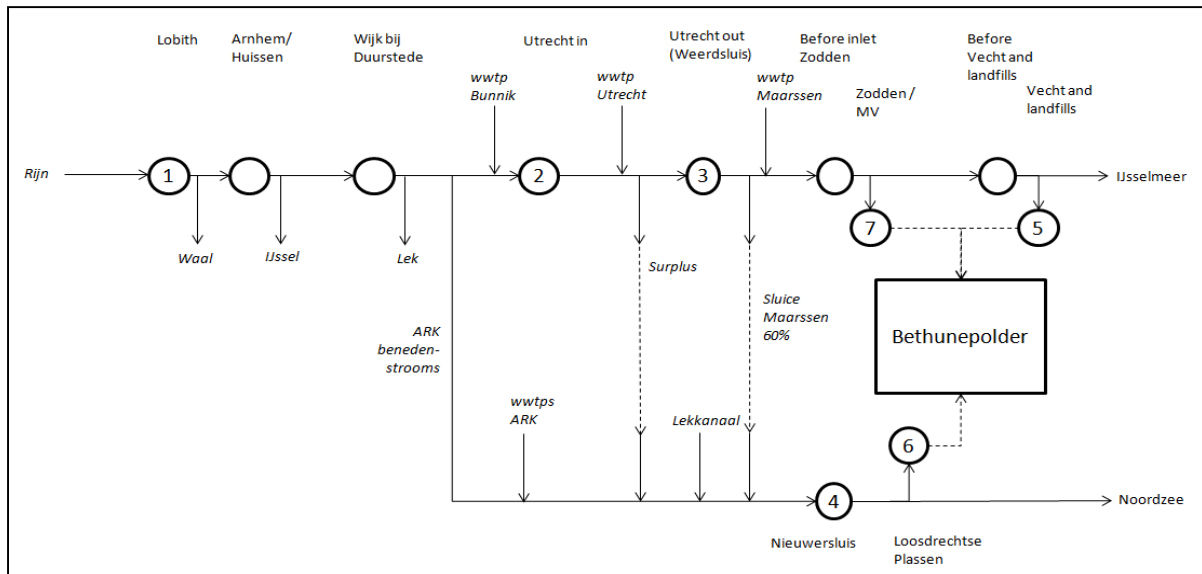 Lobith
Arnhem/
Huissen
Wijk bij
Duurstede
Utrecht in
Utrecht out
(Weerdsluis)
Before inlet
Zodden
Before
Vecht and
landfills
wwtp
Bunnik
wwtp
Utrecht
wwtp
Maarssen
Zodden /
MV
Vecht and
landfills
Rijn
1
2
3
IJsselmeer
7
5
Waal
IJssel
Lek
Surplus
Sluice
Maarssen
60%
ARK
beneden-
strooms
Bethunepolder
wwtps
ARK
Lekkanaal
6
4
Noordzee
Nieuwersluis
Loosdrechtse
Plassen